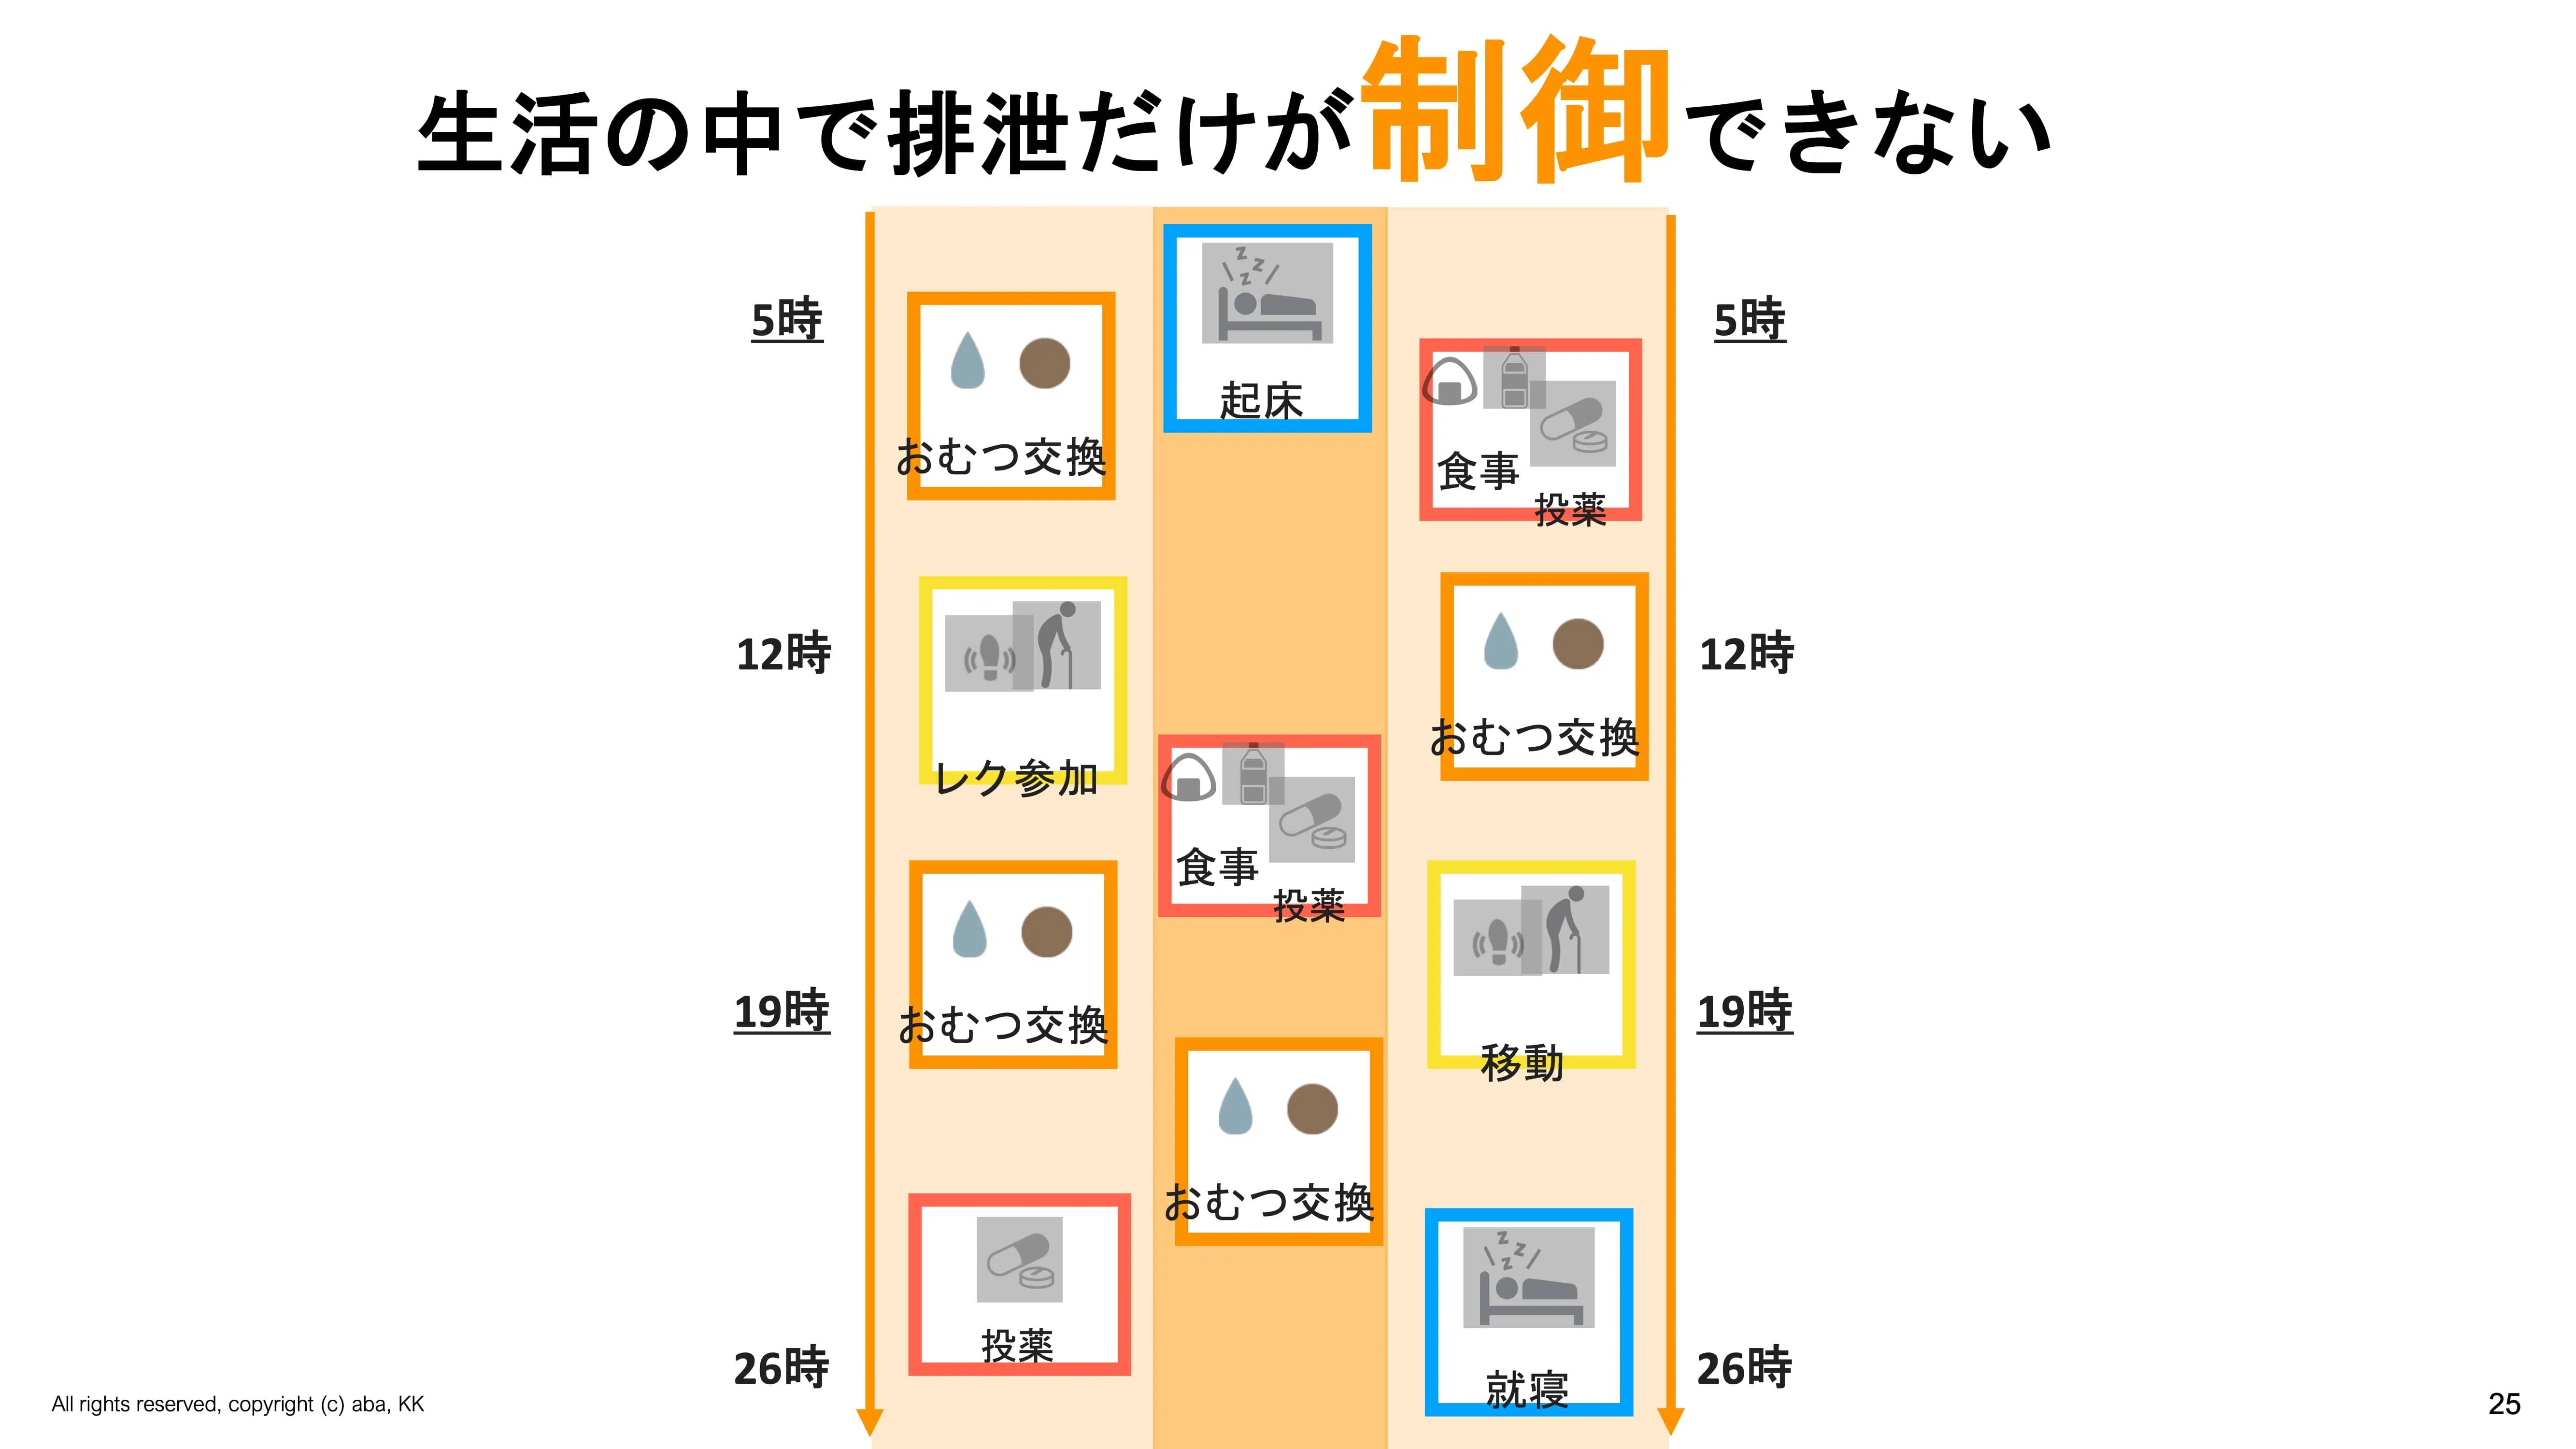 生活の中で排泄だけが制御できない
5時
5時
起床
おむつ交換
食事
投薬
12時
12時
レク参加
おむつ交換
食事
投薬
19時
19時
おむつ交換
移動
おむつ交換
投薬
就寝
26時
26時
All rights reserved, copyright (c) aba, KK
25